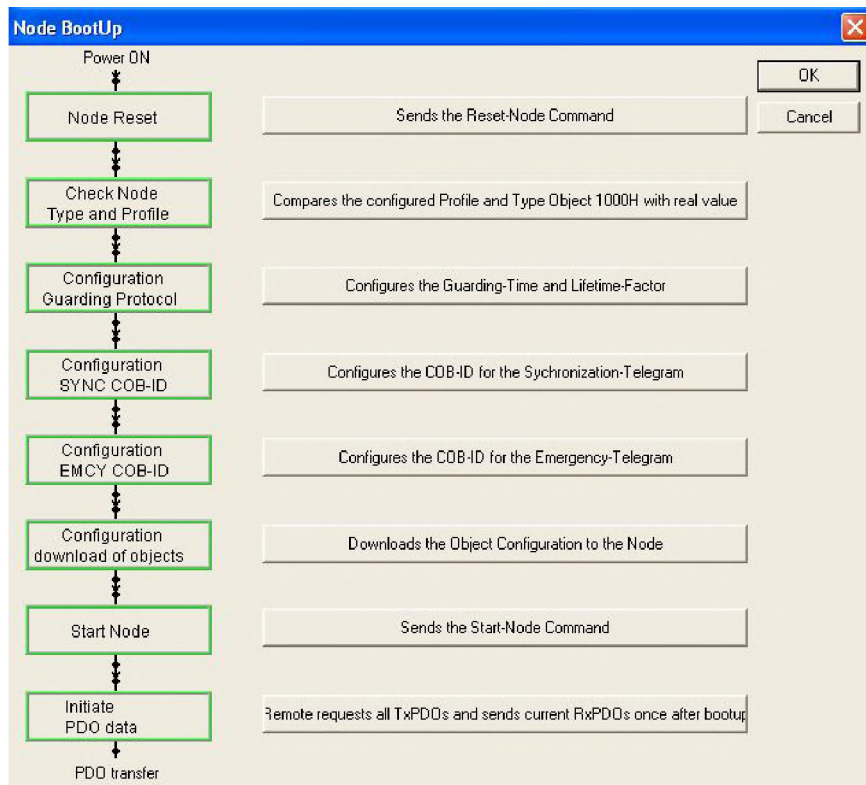 Node BootUp
Power ON
OK
Node Reset
Sends the Reset-Node Command
Cancel
Check Node
Type and Profile
Compares the configured Profile and Type Object 1000H with real value
Configuration
Guarding Protocol
Configures the Guarding-Time and Lifetime-Factor
Configuration
SYNC COB-ID
Configures the COB-ID for the Sychronization-Telegram
Configuration
EMCY COB-ID
Configures the COB-ID for the Emergency-Telegram
Configuration
download of objects
Downloads the Object Configuration to the Node
Start Node
Sends the Start-Node Command
Initiate
PDO data
Remote requests all TxPDOs and sends current RxPDOs once after bootup
PDO transfer